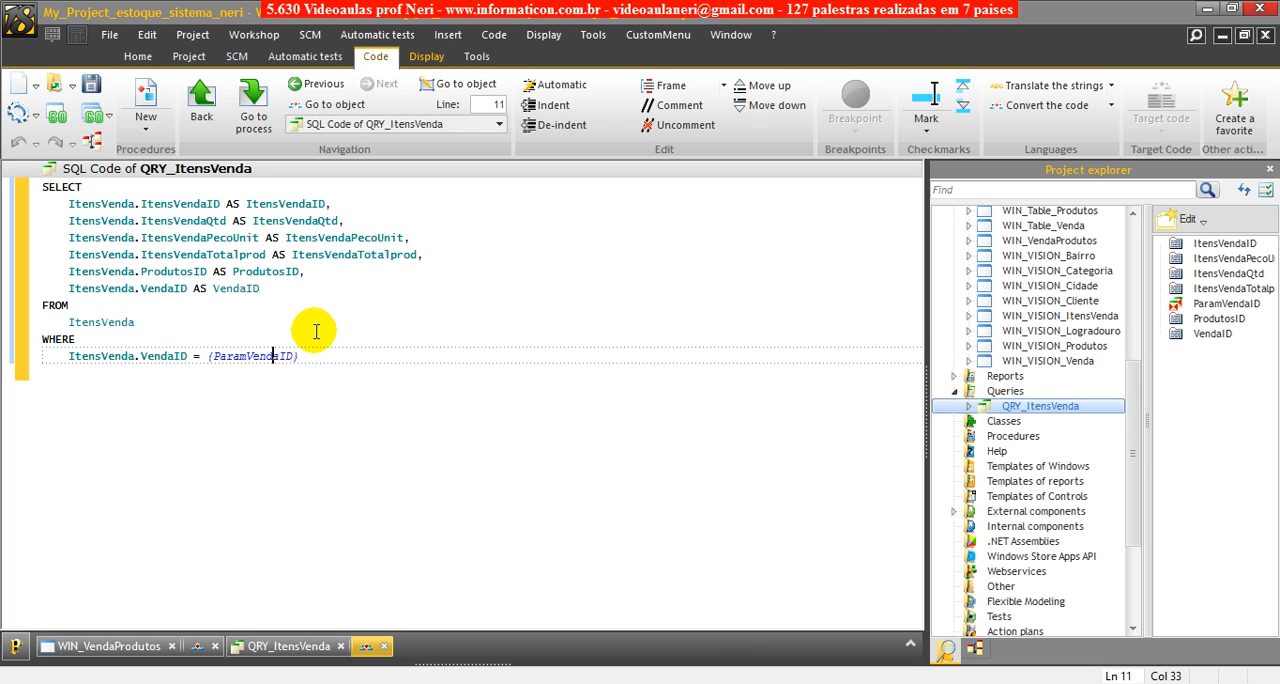 My_Project_estoque_sistema_neri -
5.630 Videoaulas prof Neri - www.informaticon.com.br - videoaulaneri@gmail.com - 127 palestras realizadas em 7 paises
File Edit Project Workshop SCM Automatic tests Insert Code Display Tools CustomMenu Window ?
Home Project SCM Automatic tests Code Display Tools
New
Procedures
Back
Go to process
Previous Next Go to object
Go to object Line: 11
SQL Code of QRY_ItensVenda
Navigation
Automatic
Indent
De-indent
Frame
Comment
Uncomment
Move up
Move down
Edit
Breakpoint
Breakpoints
Mark
Checkmarks
Translate the strings
Convert the code
Languages
Target code
Target Code
Create a favorite
Other acti...
SQL Code of QRY_ItensVenda
SELECT
ItensVenda.ItensVendaID AS ItensVendaID,
ItensVenda.ItensVendaQtd AS ItensVendaQtd,
ItensVenda.ItensVendaPecoUnit AS ItensVendaPecoUnit,
ItensVenda.ItensVendaTotalprod AS ItensVendaTotalprod,
ItensVenda.ProdutosID AS ProdutosID,
ItensVenda.VendaID AS VendaID
FROM
ItensVenda
WHERE
ItensVenda.VendaID = {ParamVendaID}
Project explorer
Find
WIN_Table_Produtos
WIN_Table_Venda
WIN_VendaProdutos
WIN_VISION_Bairro
WIN_VISION_Categoria
WIN_VISION_Cidade
WIN_VISION_Cliente
WIN_VISION_ItensVenda
WIN_VISION_Logradouro
WIN_VISION_Produtos
WIN_VISION_Venda
Reports
Queries
QRY_ItensVenda
Classes
Procedures
Help
Templates of Windows
Templates of reports
Templates of Controls
External components
Internal components
.NET Assemblies
Windows Store Apps API
Webservices
Other
Flexible Modeling
Tests
Action plans
Edit
ItensVendaID
ItensVendaPecoU
ItensVendaQtd
ItensVendaTotalp
ParamVendaID
ProdutosID
VendaID
WIN_VendaProdutos QRY_ItensVenda
Ln 11 Col 33